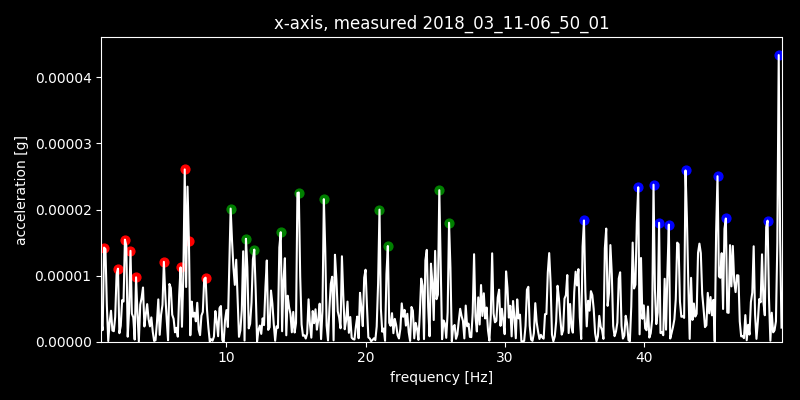 x-axis, measured 2018_03_11-06_50_01
acceleration [g]
0.00004
0.00003
0.00002
0.00001
0.00000
10 20 30 40
frequency [Hz]